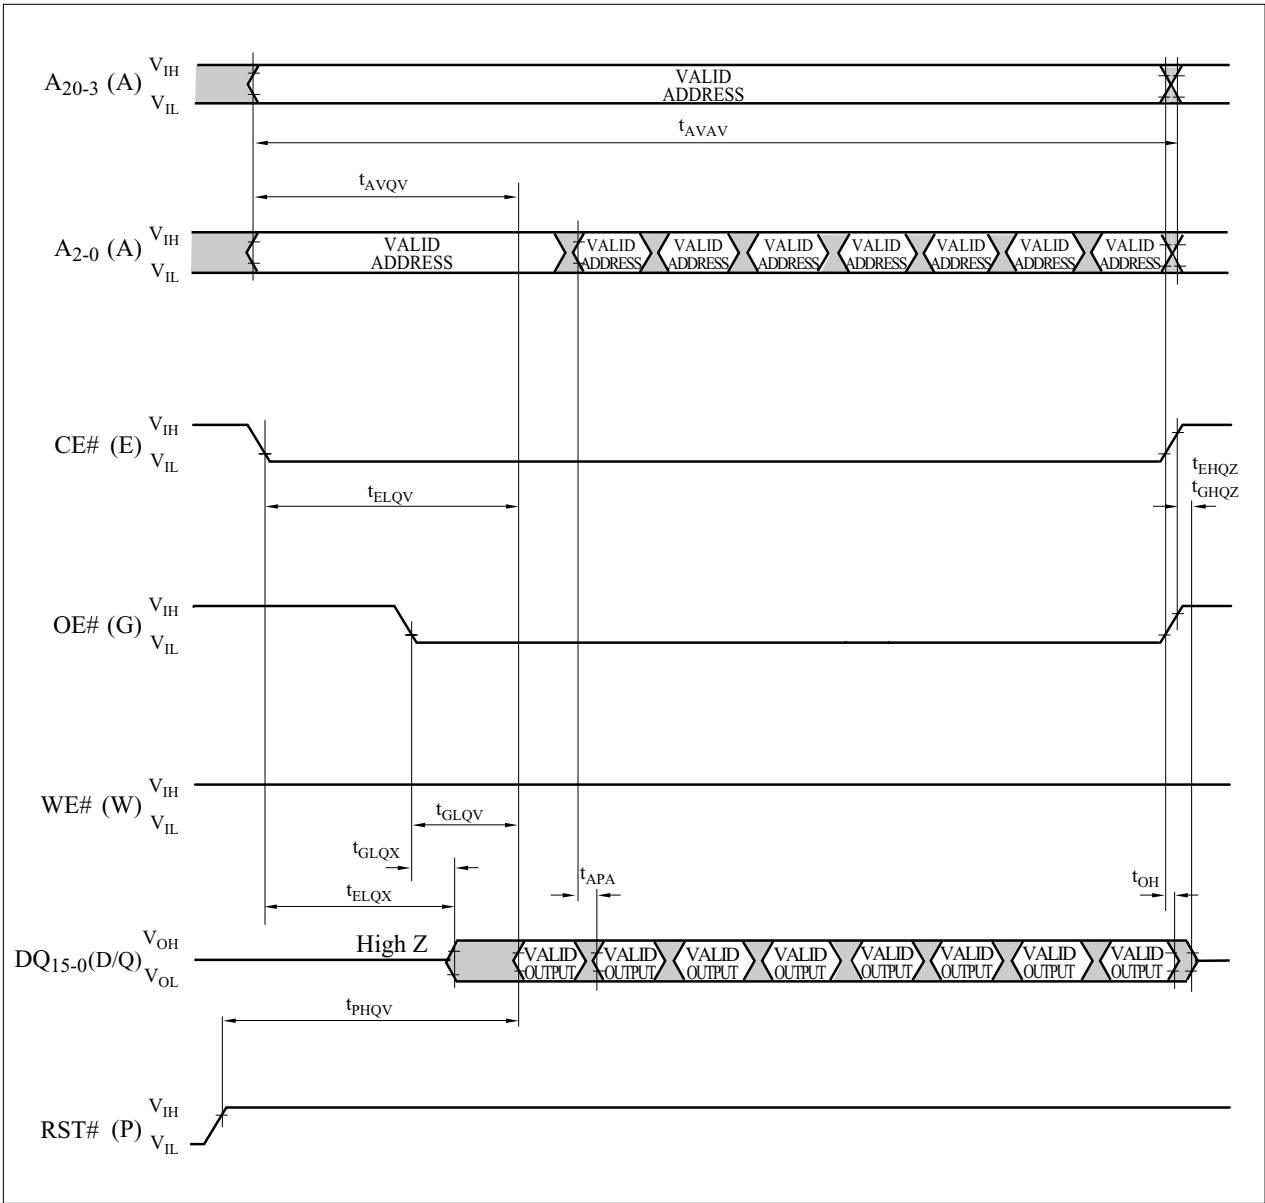 A20-3 (A) VIH VIL VALID ADDRESS
tAVAV
tAVQV
A2-0 (A) VIH VIL VALID ADDRESS VALID ADDRESS VALID ADDRESS VALID ADDRESS VALID ADDRESS VALID ADDRESS VALID ADDRESS VALID ADDRESS
CE# (E) VIH VIL
tEHQZ
tGHQZ
tELQV
OE# (G) VIH VIL
WE# (W) VIH VIL
tGLQV
tGLQX
tELQX
tAPA
tOH
DQ15-0(D/Q) VOH VOL High Z VALID OUTPUT VALID OUTPUT VALID OUTPUT VALID OUTPUT VALID OUTPUT VALID OUTPUT VALID OUTPUT VALID OUTPUT
tPHQV
RST# (P) VIH VIL